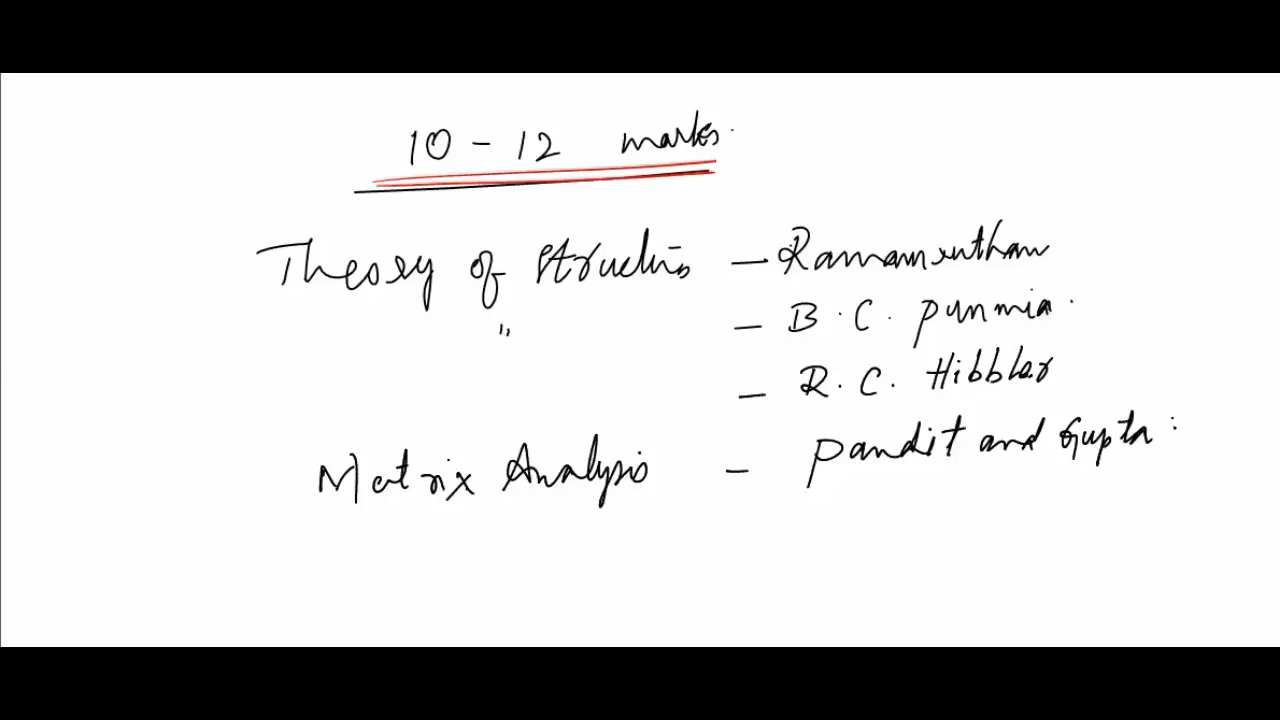 10 - 12 marks.
Theory of Structures - Ramamrutham
" - B. C. Punmia.
- R. C. Hibbler
Matrix Analysis - Pandit and Gupta :